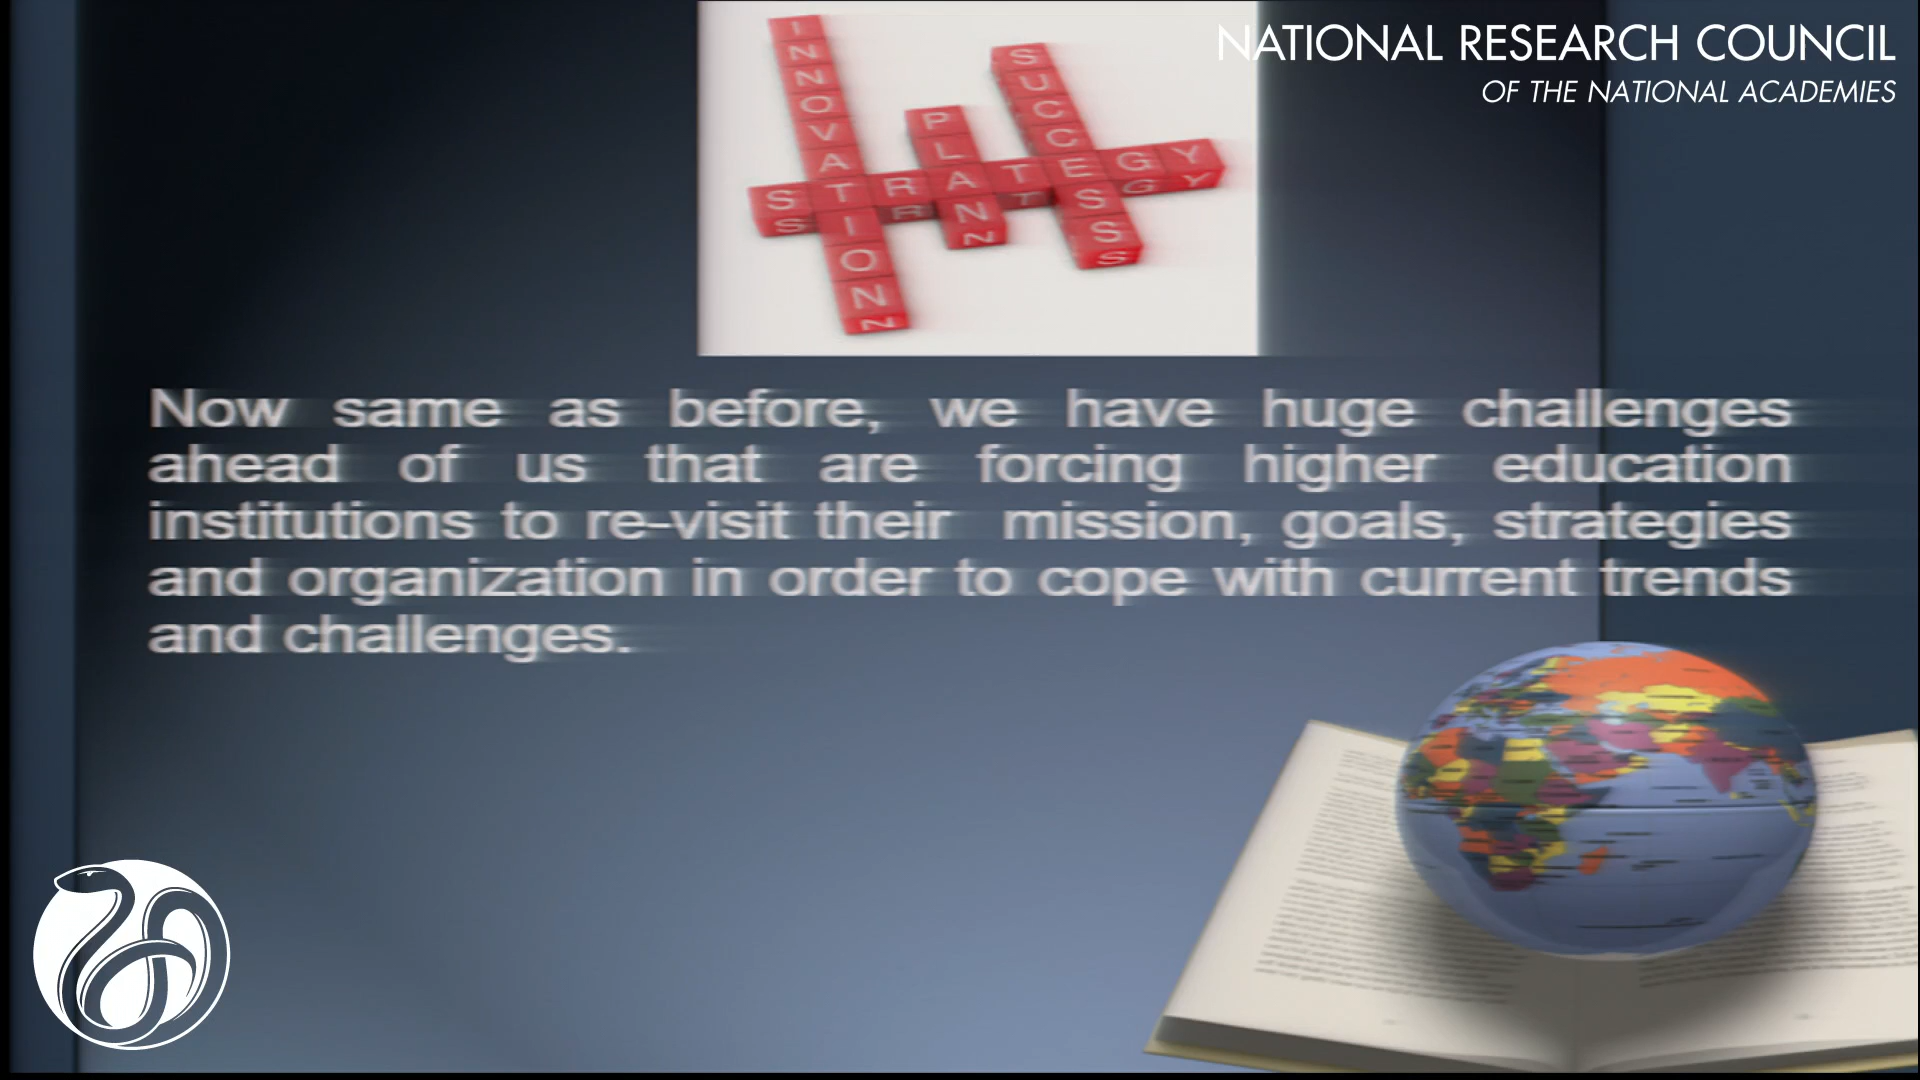 NATIONAL RESEARCH COUNCIL
OF THE NATIONAL ACADEMIES
INNOVATION
PLAN
SUCCESS
STRATEGY
Now same as before, we have huge challenges
ahead of us that are forcing higher education
institutions to re-visit their mission, goals, strategies
and organization in order to cope with current trends
and challenges.